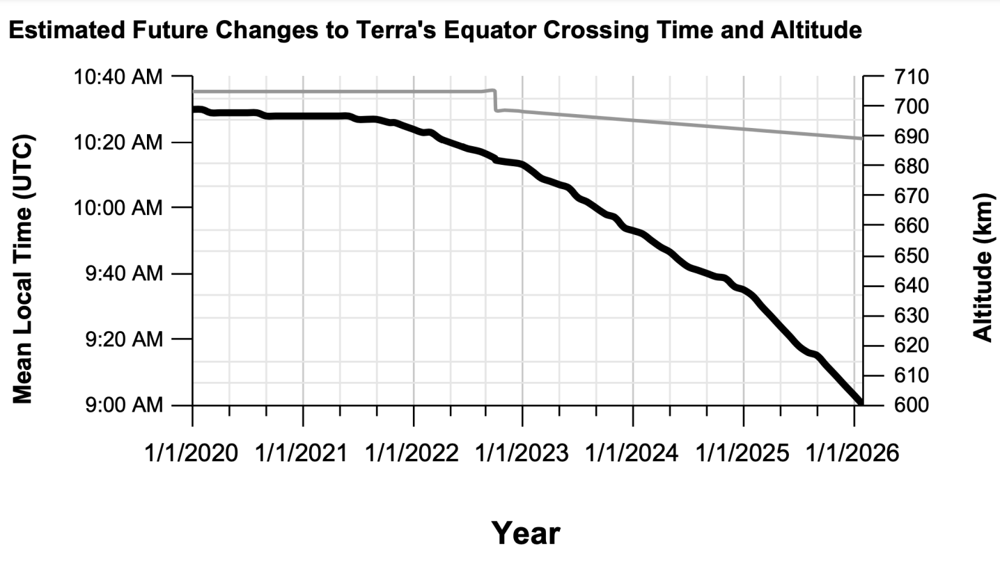 Estimated Future Changes to Terra's Equator Crossing Time and Altitude
10:40 AM
10:20 AM
10:00 AM
9:40 AM
9:20 AM
9:00 AM
Mean Local Time (UTC)
710
700
690
680
670
660
650
640
630
620
610
600
Altitude (km)
1/1/2020 1/1/2021 1/1/2022 1/1/2023 1/1/2024 1/1/2025 1/1/2026
Year